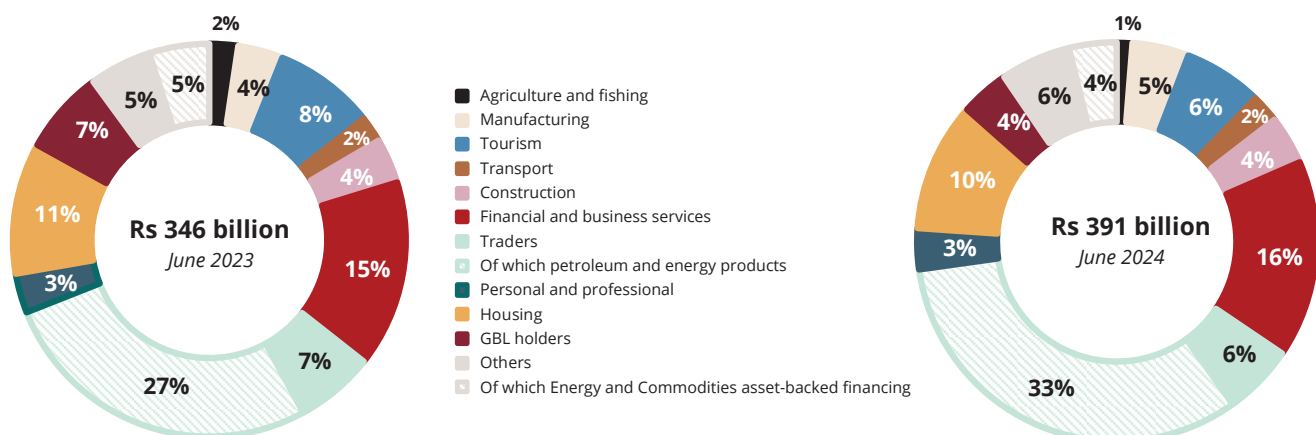 2%
4%
8%
2%
4%
15%
7%
27%
3%
11%
7%
5%
5%
Rs 346 billion
June 2023
Agriculture and fishing
Manufacturing
Tourism
Transport
Construction
Financial and business services
Traders
Of which petroleum and energy products
Personal and professional
Housing
GBL holders
Others
Of which Energy and Commodities asset-backed financing
1%
5%
6%
2%
4%
16%
6%
33%
3%
10%
4%
6%
4%
Rs 391 billion
June 2024